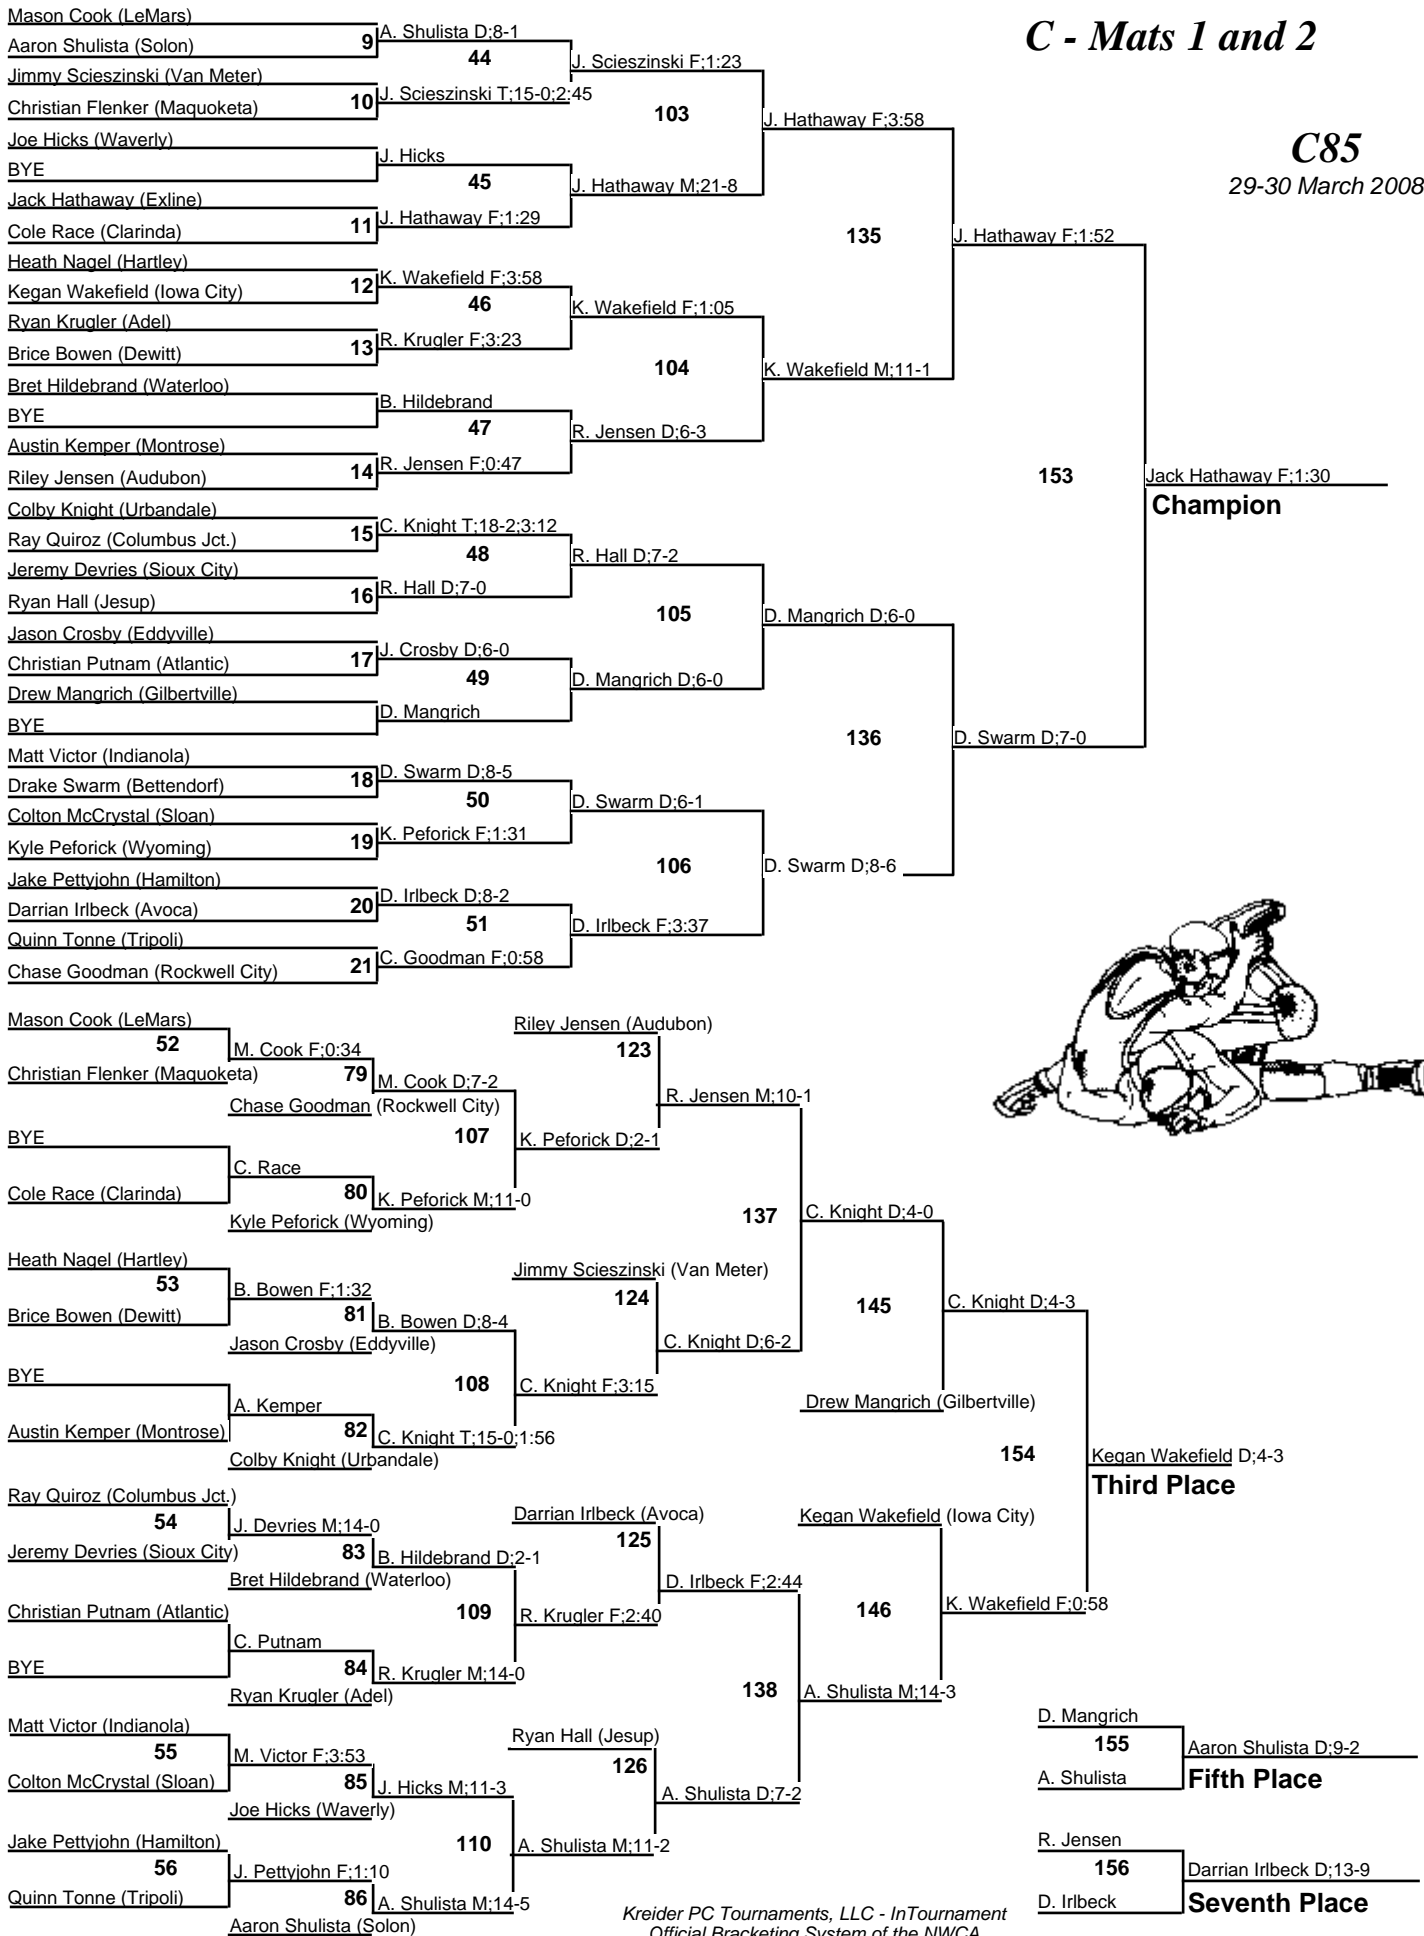 C - Mats 1 and 2
C85
29-30 March 2008
Mason Cook (LeMars)
Aaron Shulista (Solon)
Jimmy Scieszinski (Van Meter)
Christian Flenker (Maquoketa)
Joe Hicks (Waverly)
BYE
Jack Hathaway (Exline)
Cole Race (Clarinda)
Heath Nagel (Hartley)
Kegan Wakefield (Iowa City)
Ryan Krugler (Adel)
Brice Bowen (Dewitt)
Bret Hildebrand (Waterloo)
BYE
Austin Kemper (Montrose)
Riley Jensen (Audubon)
Colby Knight (Urbandale)
Ray Quiroz (Columbus Jct.)
Jeremy Devries (Sioux City)
Ryan Hall (Jesup)
Jason Crosby (Eddyville)
Christian Putnam (Atlantic)
Drew Mangrich (Gilbertville)
BYE
Matt Victor (Indianola)
Drake Swarm (Bettendorf)
Colton McCrystal (Sloan)
Kyle Peforick (Wyoming)
Jake Pettyjohn (Hamilton)
Darrian Irlbeck (Avoca)
Quinn Tonne (Tripoli)
Chase Goodman (Rockwell City)
9
10
11
12
13
14
15
16
17
18
19
20
21
A. Shulista D;8-1
44
J. Scieszinski T;15-0;2:45
J. Hicks
45
J. Hathaway F;1:29
K. Wakefield F;3:58
46
R. Krugler F;3:23
B. Hildebrand
47
R. Jensen F;0:47
C. Knight T;18-2;3:12
48
R. Hall D;7-0
J. Crosby D;6-0
49
D. Mangrich
D. Swarm D;8-5
50
K. Peforick F;1:31
D. Irlbeck D;8-2
51
C. Goodman F;0:58
J. Scieszinski F;1:23
103
J. Hathaway M;21-8
K. Wakefield F;1:05
104
R. Jensen D;6-3
R. Hall D;7-2
105
D. Mangrich D;6-0
D. Swarm D;6-1
106
D. Irlbeck F;3:37
J. Hathaway F;3:58
135
K. Wakefield M;11-1
D. Mangrich D;6-0
136
D. Swarm D;8-6
J. Hathaway F;1:52
153
D. Swarm D;7-0
Jack Hathaway F;1:30
Champion
Mason Cook (LeMars)
52
Christian Flenker (Maquoketa)
BYE
Cole Race (Clarinda)
Heath Nagel (Hartley)
53
Brice Bowen (Dewitt)
BYE
Austin Kemper (Montrose)
Ray Quiroz (Columbus Jct.)
54
Jeremy Devries (Sioux City)
Christian Putnam (Atlantic)
BYE
Matt Victor (Indianola)
55
Colton McCrystal (Sloan)
Jake Pettyjohn (Hamilton)
56
Quinn Tonne (Tripoli)
M. Cook F;0:34
79
Chase Goodman (Rockwell City)
C. Race
80
Kyle Peforick (Wyoming)
B. Bowen F;1:32
81
Jason Crosby (Eddyville)
A. Kemper
82
Colby Knight (Urbandale)
J. Devries M;14-0
83
Bret Hildebrand (Waterloo)
C. Putnam
84
Ryan Krugler (Adel)
M. Victor F;3:53
85
Joe Hicks (Waverly)
J. Pettyjohn F;1:10
86
Aaron Shulista (Solon)
M. Cook D;7-2
107
K. Peforick M;11-0
B. Bowen D;8-4
108
C. Knight T;15-0;1:56
B. Hildebrand D;2-1
109
R. Krugler M;14-0
J. Hicks M;11-3
110
A. Shulista M;14-5
Riley Jensen (Audubon)
123
K. Peforick D;2-1
Jimmy Scieszinski (Van Meter)
124
C. Knight F;3:15
Darrian Irlbeck (Avoca)
125
R. Krugler F;2:40
Ryan Hall (Jesup)
126
A. Shulista M;11-2
R. Jensen M;10-1
137
C. Knight D;6-2
D. Irlbeck F;2:44
138
A. Shulista D;7-2
C. Knight D;4-0
145
Drew Mangrich (Gilbertville)
Kegan Wakefield (Iowa City)
146
A. Shulista M;14-3
C. Knight D;4-3
154
K. Wakefield F;0:58
Kegan Wakefield D;4-3
Third Place
D. Mangrich
155
A. Shulista
Aaron Shulista D;9-2
Fifth Place
R. Jensen
156
D. Irlbeck
Darrian Irlbeck D;13-9
Seventh Place
Kreider PC Tournaments, LLC - InTournament
Official Bracketing System of the NWCA